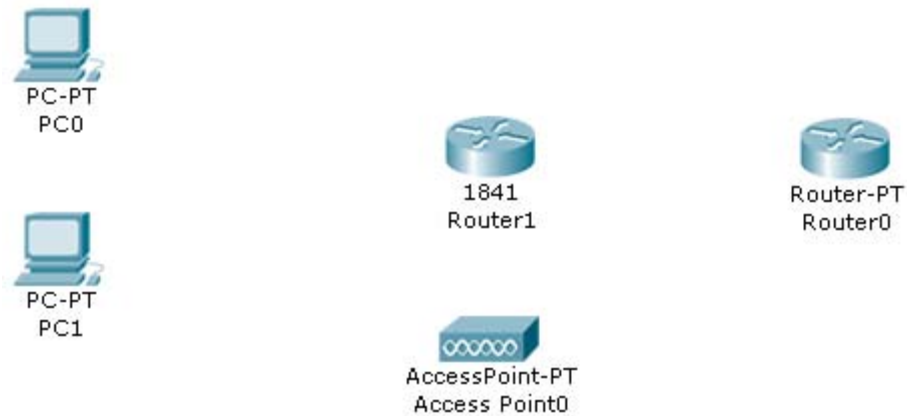 PC-PT
PC0
1841
Router1
Router-PT
Router0
PC-PT
PC1
AccessPoint-PT
Access Point0